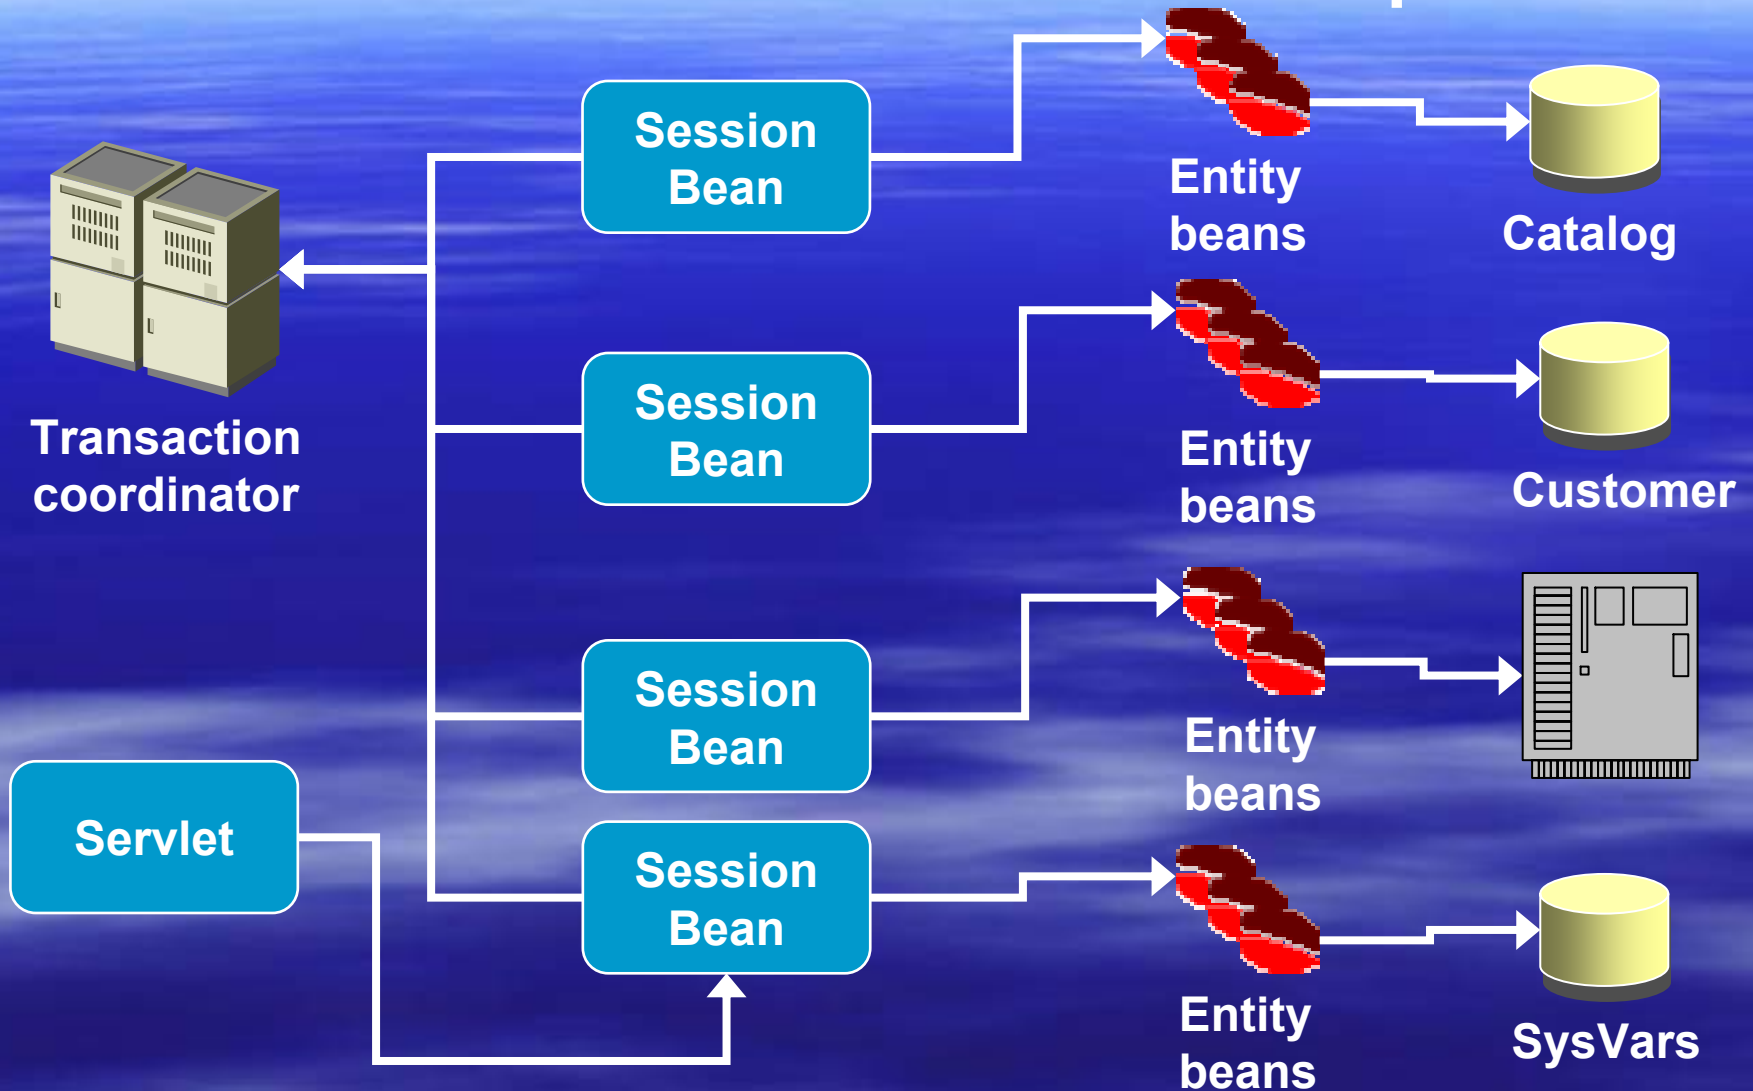 Session
Bean
Entity
beans
Catalog
Transaction
coordinator
Session
Bean
Entity
beans
Customer
Session
Bean
Entity
beans
Servlet
Session
Bean
Entity
beans
SysVars